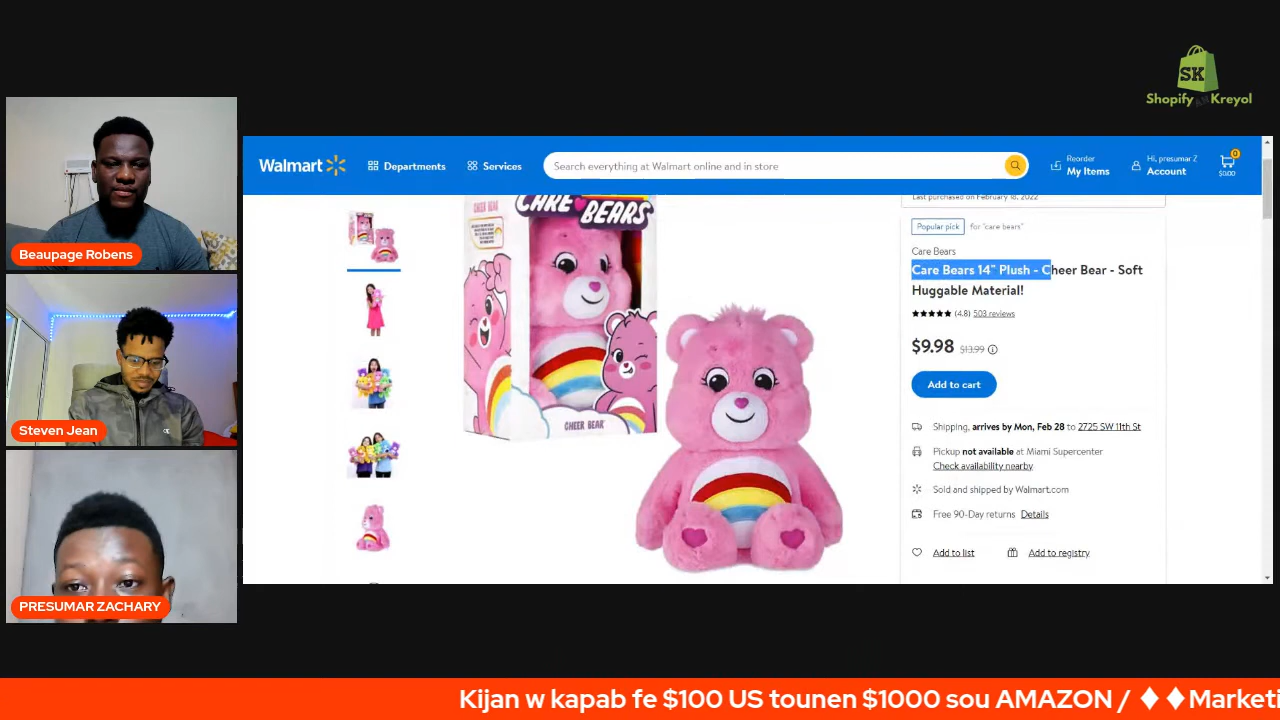 SK
Shopify AN Kreyol
Beaupage Robens
Steven Jean
PRESUMAR ZACHARY
Walmart
Departments
Services
Search everything at Walmart online and in store
Reorder
My Items
Hi, presumar Z
Account
0
$0.00
CHEER BEAR
CARE BEARS
CHEER BEAR
Last purchased on February 18, 2022
Popular pick for "care bears"
Care Bears
Care Bears 14" Plush - Cheer Bear - Soft
Huggable Material!
(4.8) 503 reviews
$9.98 $13.99
Add to cart
Shipping, arrives by Mon, Feb 28 to 2725 SW 11th St
Pickup not available at Miami Supercenter
Check availability nearby
Sold and shipped by Walmart.com
Free 90-Day returns Details
Add to list
Add to registry
Kijan w kapab fe $100 US tounen $1000 sou AMAZON / ♦♦Marketi